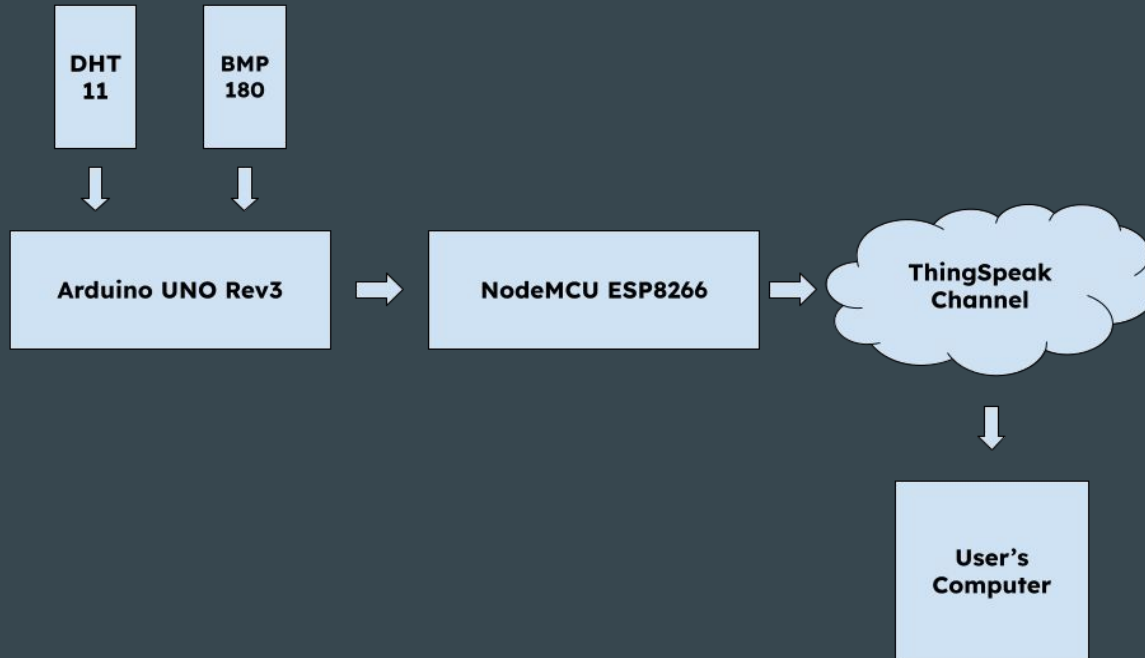 DHT
11
BMP
180
Arduino UNO Rev3
NodeMCU ESP8266
ThingSpeak
Channel
User’s
Computer